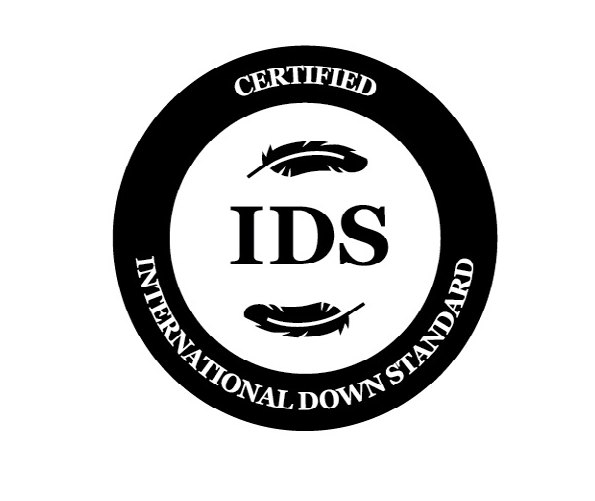 CERTIFIED
IDS
INTERNATIONAL DOWN STANDARD